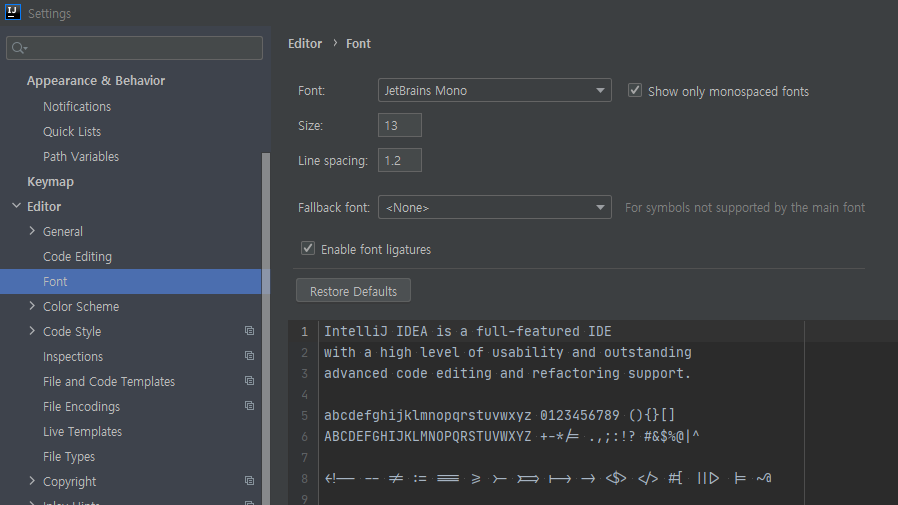 IJ
Settings
Appearance & Behavior
Notifications
Quick Lists
Path Variables
Keymap
Editor
General
Code Editing
Font
Color Scheme
Code Style
Inspections
File and Code Templates
File Encodings
Live Templates
File Types
Copyright
Inlay Hints
Editor › Font
Font: JetBrains Mono Show only monospaced fonts
Size: 13
Line spacing: 1.2
Fallback font: <None> For symbols not supported by the main font
Enable font ligatures
Restore Defaults
1 IntelliJ IDEA is a full-featured IDE
2 with a high level of usability and outstanding
3 advanced code editing and refactoring support.
4
5 abcdefghijklmnopqrstuvwxyz 0123456789 (){}[]
6 ABCDEFGHIJKLMNOPQRSTUVWXYZ +-*/= .,;:!? #&$%@|^
7
8 <!-- -- != := === >= >- >=> |-> -> <$> </> #[ ||> |= ~@
9